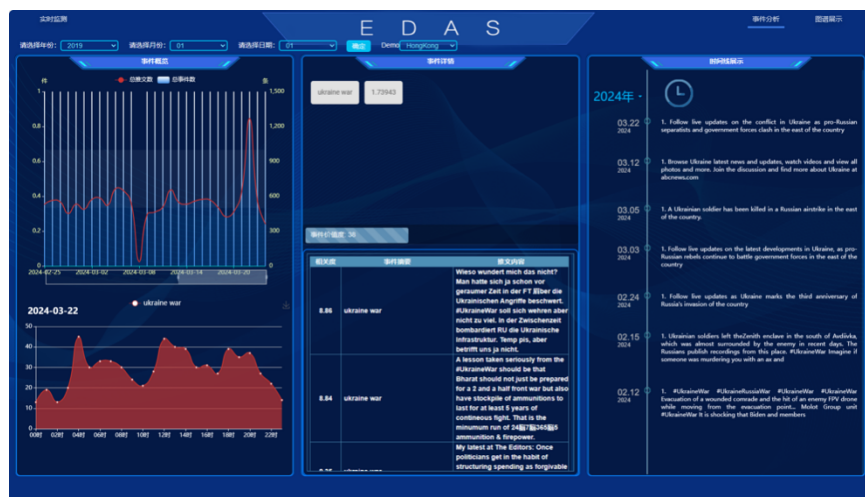 实时监测
EDAS
事件分析
图谱展示
请选择年份:
2019
请选择月份:
01
请选择日期:
01
确定
Demo
HongKong
事件概览
件
总推文数
总事件数
条
1
0.8
0.6
0.4
0.2
0
1,500
1,200
900
600
300
0
2024-02-25
2024-03-02
2024-03-08
2024-03-14
2024-03-20
2024-03-22
ukraine war
50
40
30
20
10
0
00时 02时 04时 06时 08时 10时 12时 14时 16时 18时 20时 22时
事件详情
ukraine war
1.72943
事件价值度: 38
相关度
事件摘要
推文内容
8.86
ukraine war
Wieso wundert mich das nicht?
Man hatte sich ja schon vor
geraumer Zeit in der FT
ber die
Ukrainischen Angriffe beschwert.
#UkraineWar soll sich wehren aber
nicht zu viel. In der Zwischenzeit
bombardiert RU die Ukrainische
Infrastruktur. Temp pis, aber
betrifft uns ja nicht.
8.84
ukraine war
A lesson taken seriously from the
#UkraineWar should be that
Bharat should not just be prepared
for a 2 and a half front war but also
have stockpile of ammunitions to
last for at least 5 years of
contineous fight. That is the
minumum run of
ammunition & firepower.
ukraine war
My latest at The Editors: Once
politicians get in the habit of
structuring spending as forgivable
时间线展示
2024年
03.22
2024
1. Follow live updates on the conflict in Ukraine as pro-Russian
separatists and government forces clash in the east of the country
03.12
2024
1. Browse Ukraine latest news and updates, watch videos and view all
photos and more. Join the discussion and find more about Ukraine at
abcnews.com
03.05
2024
1. A Ukrainian soldier has been killed in a Russian airstrike in the east
of the country.
03.03
2024
1. Follow live updates on the latest developments in Ukraine, as pro-
Russian rebels continue to battle government forces in the east of the
country
02.24
2024
1. Follow live updates as Ukraine marks the third anniversary of
Russia's invasion of the country
02.15
2024
1. Ukrainian soldiers left theZenith enclave in the south of Avdiivka,
which was almost surrounded by the enemy in recent days. The
Russians publish recordings from this place. #UkraineWar Imagine if
someone was murdering you with an ax and
02.12
2024
1. #UkraineWar #UkraineRussiaWar #UkraineWar #UkraineWar
Evacuation of a wounded comrade and the hit of an enemy FPV drone
while moving from the evacuation point... Molot Group unit
#UkraineWar It is shocking that Biden and members